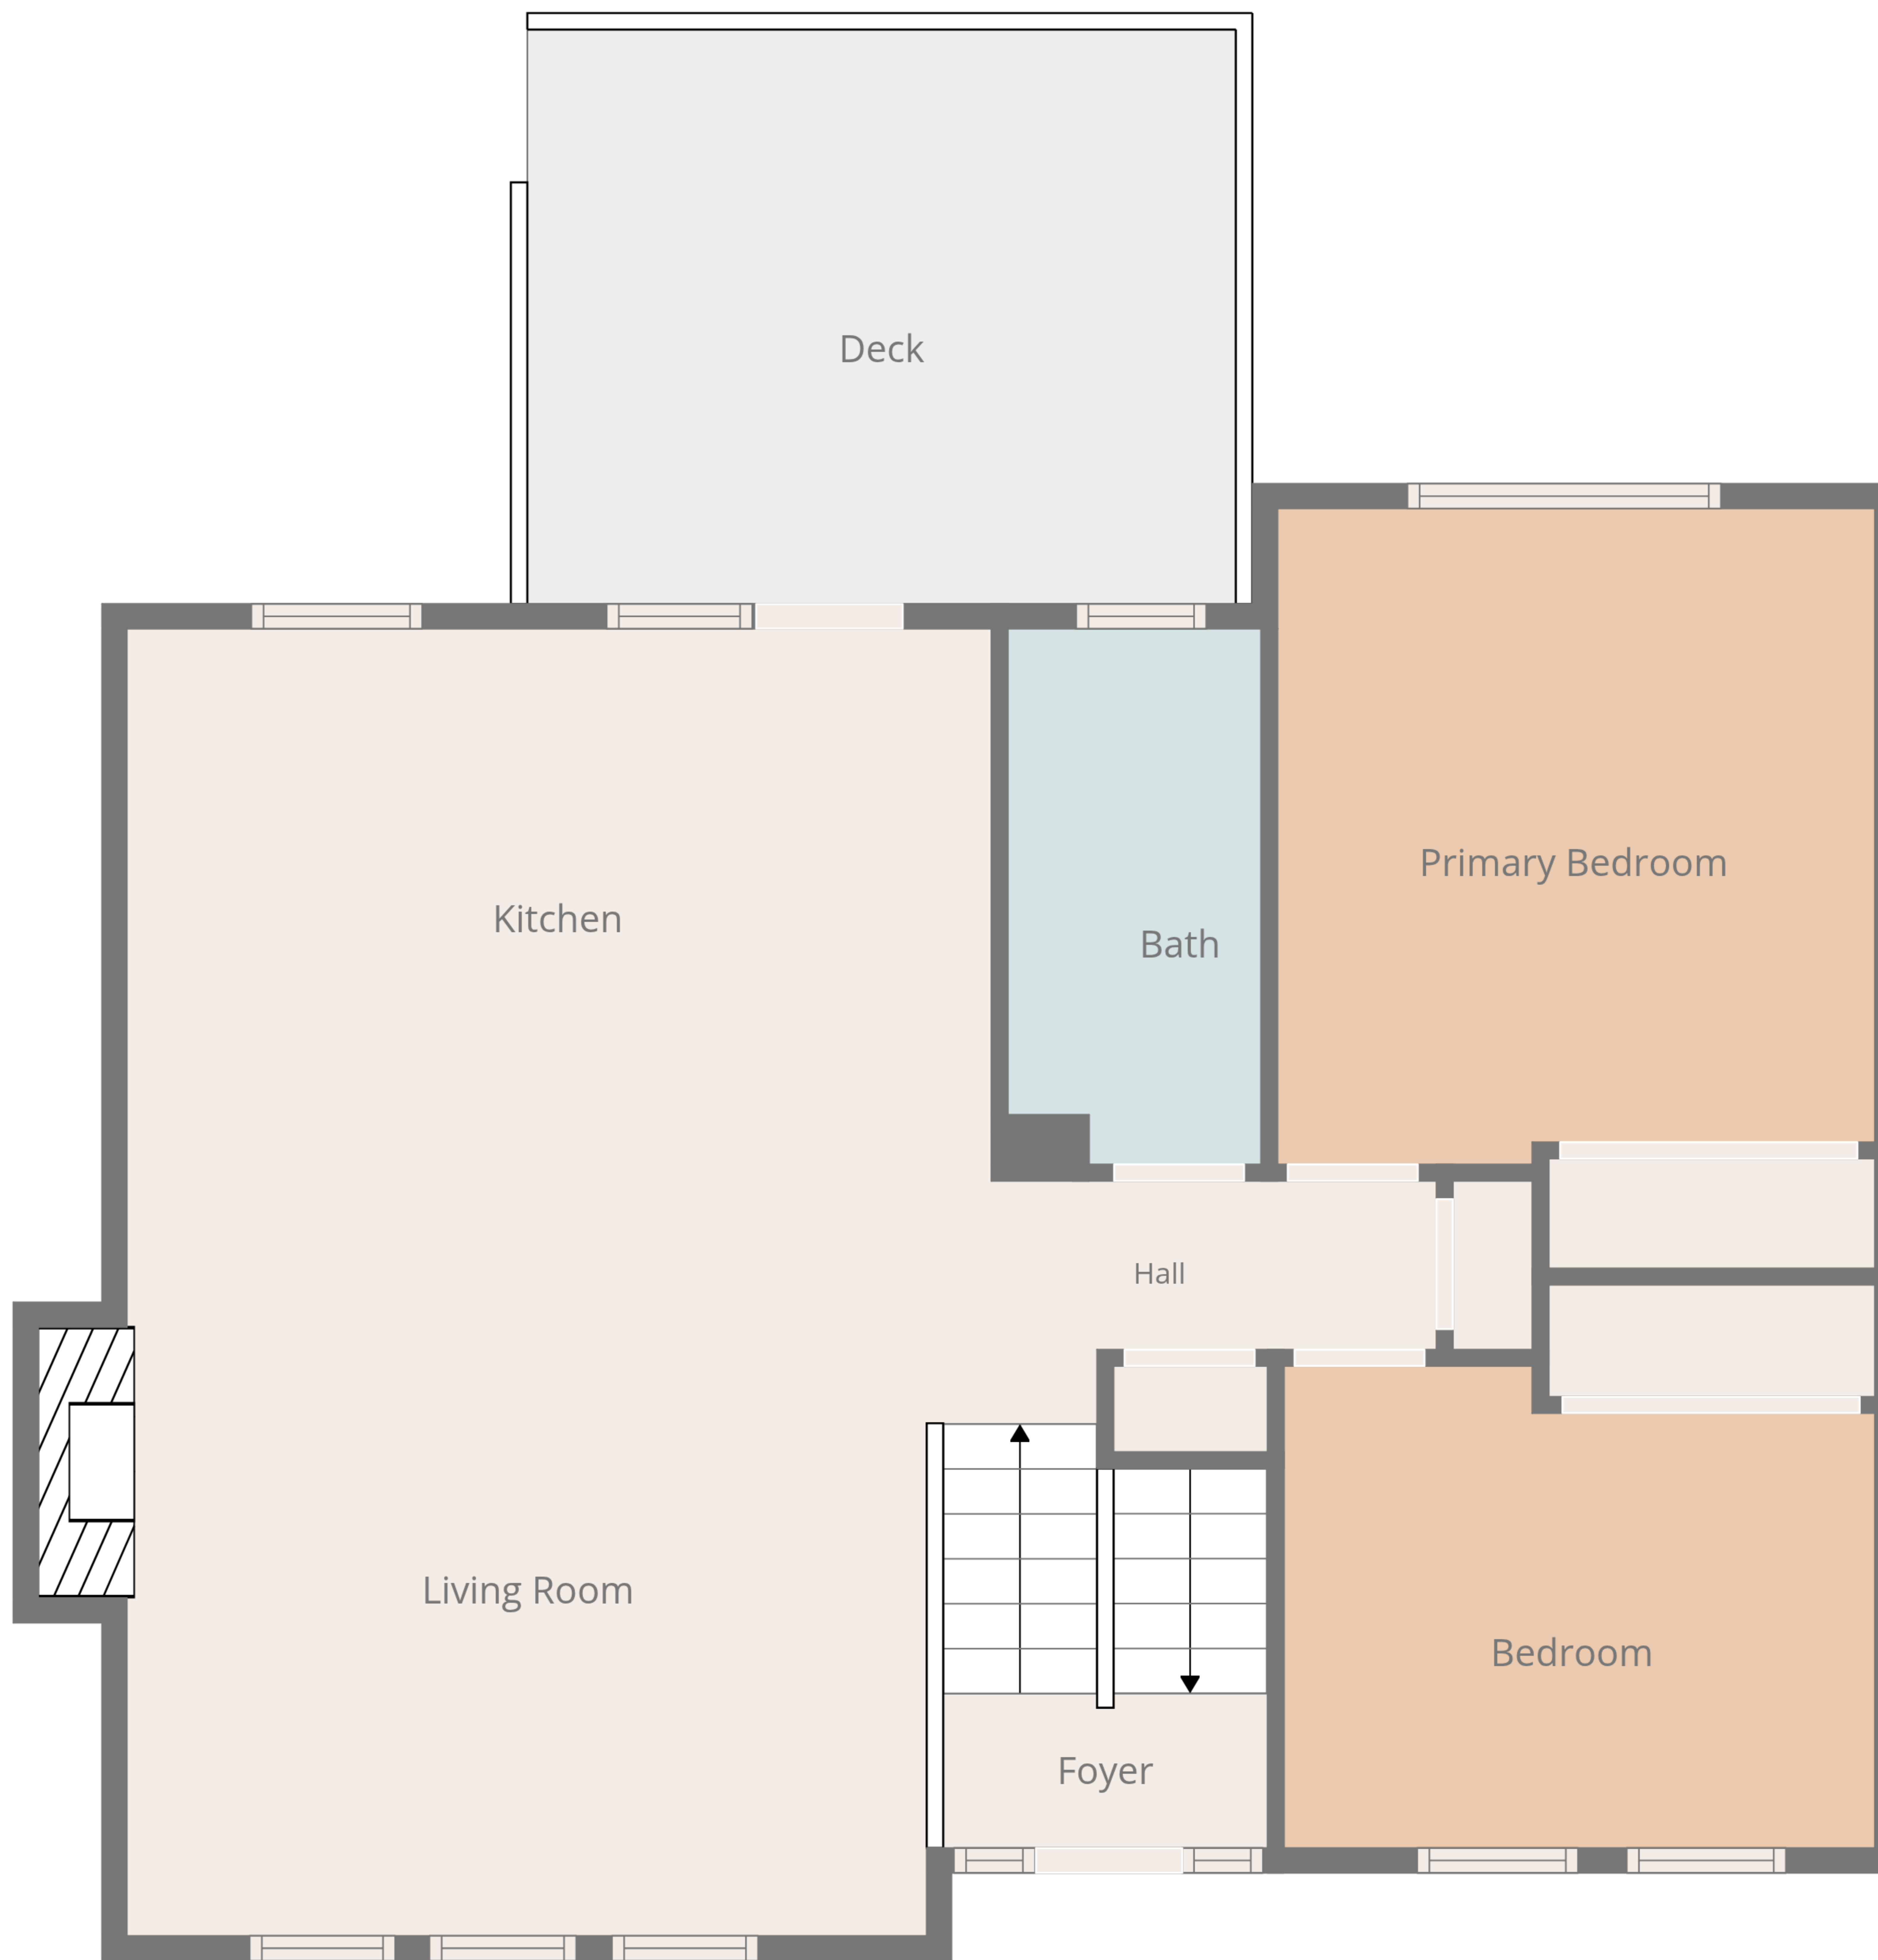 Deck
Primary Bedroom
Kitchen
Bath
Hall
Living Room
Bedroom
Foyer